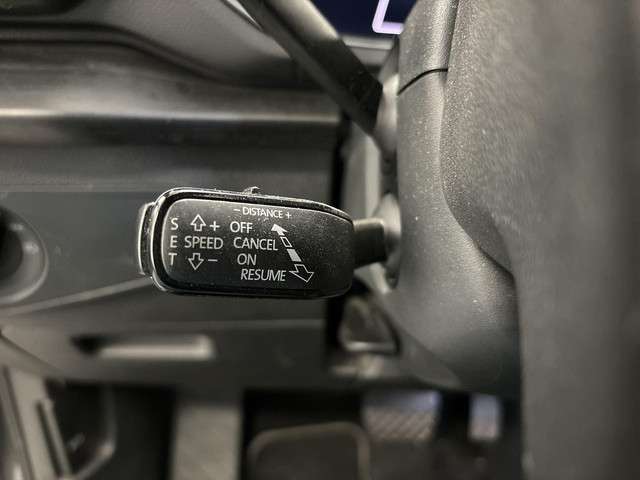 - DISTANCE +
S + OFF
E SPEED CANCEL
T - ON
RESUME